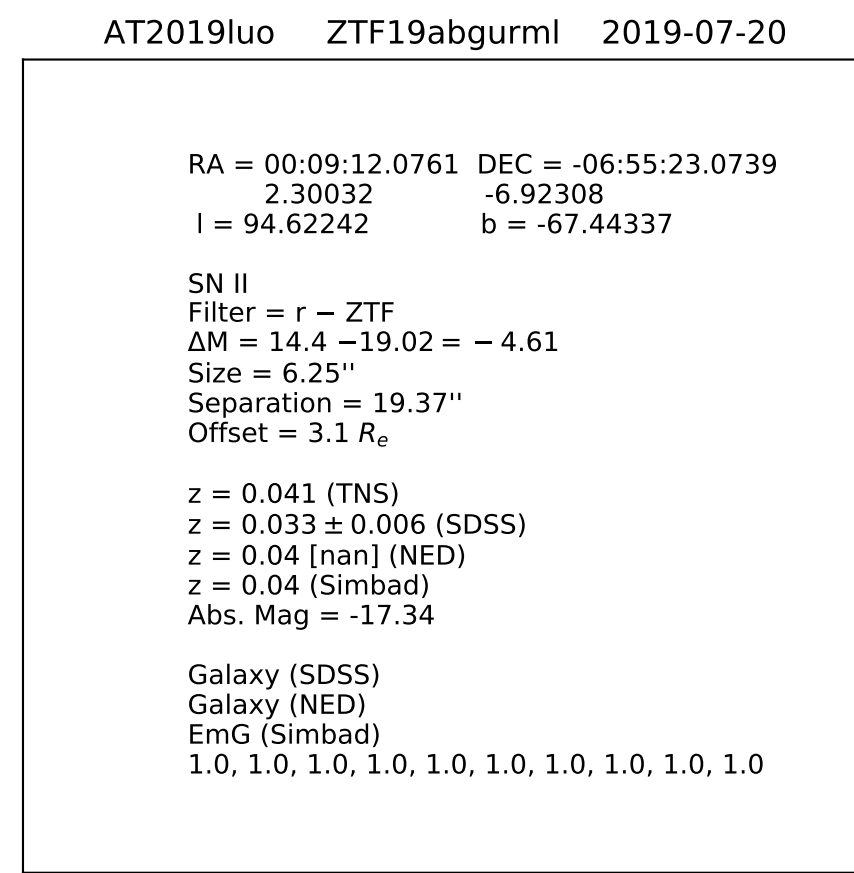 AT2019luo ZTF19abgurml 2019-07-20
RA = 00:09:12.0761 DEC = -06:55:23.0739
2.30032 -6.92308
l = 94.62242 b = -67.44337
SN II
Filter = r − ZTF
ΔM = 14.4 −19.02 = − 4.61
Size = 6.25''
Separation = 19.37''
Offset = 3.1 Re
z = 0.041 (TNS)
z = 0.033 ± 0.006 (SDSS)
z = 0.04 [nan] (NED)
z = 0.04 (Simbad)
Abs. Mag = -17.34
Galaxy (SDSS)
Galaxy (NED)
EmG (Simbad)
1.0, 1.0, 1.0, 1.0, 1.0, 1.0, 1.0, 1.0, 1.0, 1.0